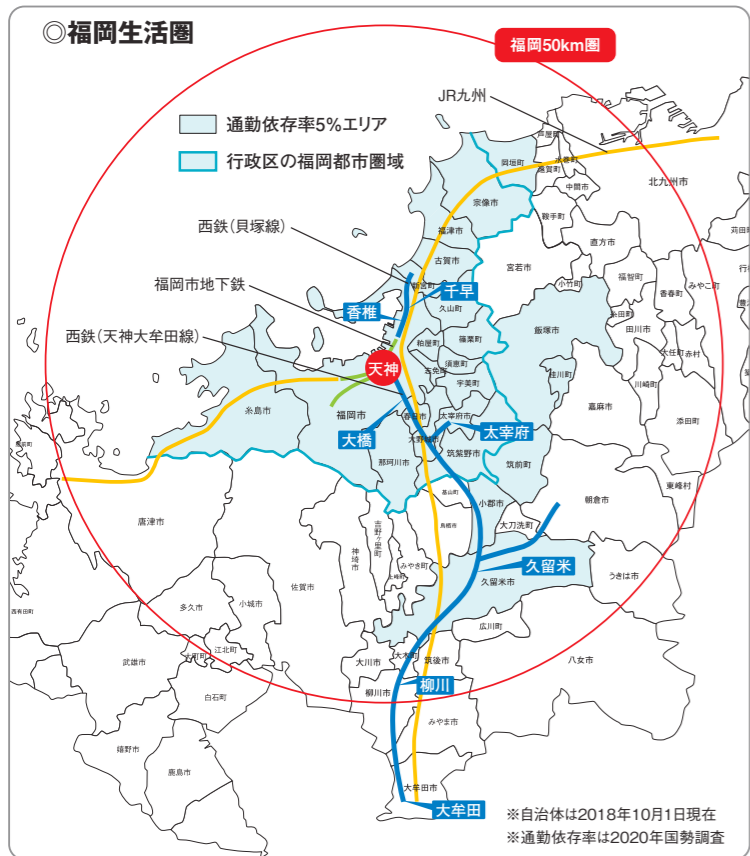 ◎福岡生活圏
福岡50km圏
JR九州
通勤依存率5%エリア
行政区の福岡都市圏域
芦屋町
岡垣町
水巻町
遠賀町
北九州市
中間市
宗像市
鞍手町
苅田町
西鉄(貝塚線)
福津市
直方市
古賀市
宮若市
福智町
みやこ町
福岡市地下鉄
新宮町
千早
小竹町
香春町
香椎
久山町
糸田町
西鉄(天神大牟田線)
飯塚市
田川市
粕屋町
篠栗町
大任町
赤村
天神
志免町
須恵町
宇美町
桂川町
川崎町
糸島市
福岡市
嘉麻市
春日市
太宰府市
添田町
大橋
大野城市
太宰府
那珂川市
筑紫野市
筑前町
東峰村
基山町
小郡市
朝倉市
唐津市
吉野ヶ里町
鳥栖市
大刀洗町
神埼市
みやき町
久留米
佐賀市
上峰町
久留米市
うきは市
西有田町
多久市
小城市
広川町
大町町
江北町
大川市
大木町
筑後市
八女市
武雄市
柳川市
柳川
白石町
みやま市
嬉野市
鹿島市
大牟田市
大牟田
※自治体は2018年10月1日現在
※通勤依存率は2020年国勢調査